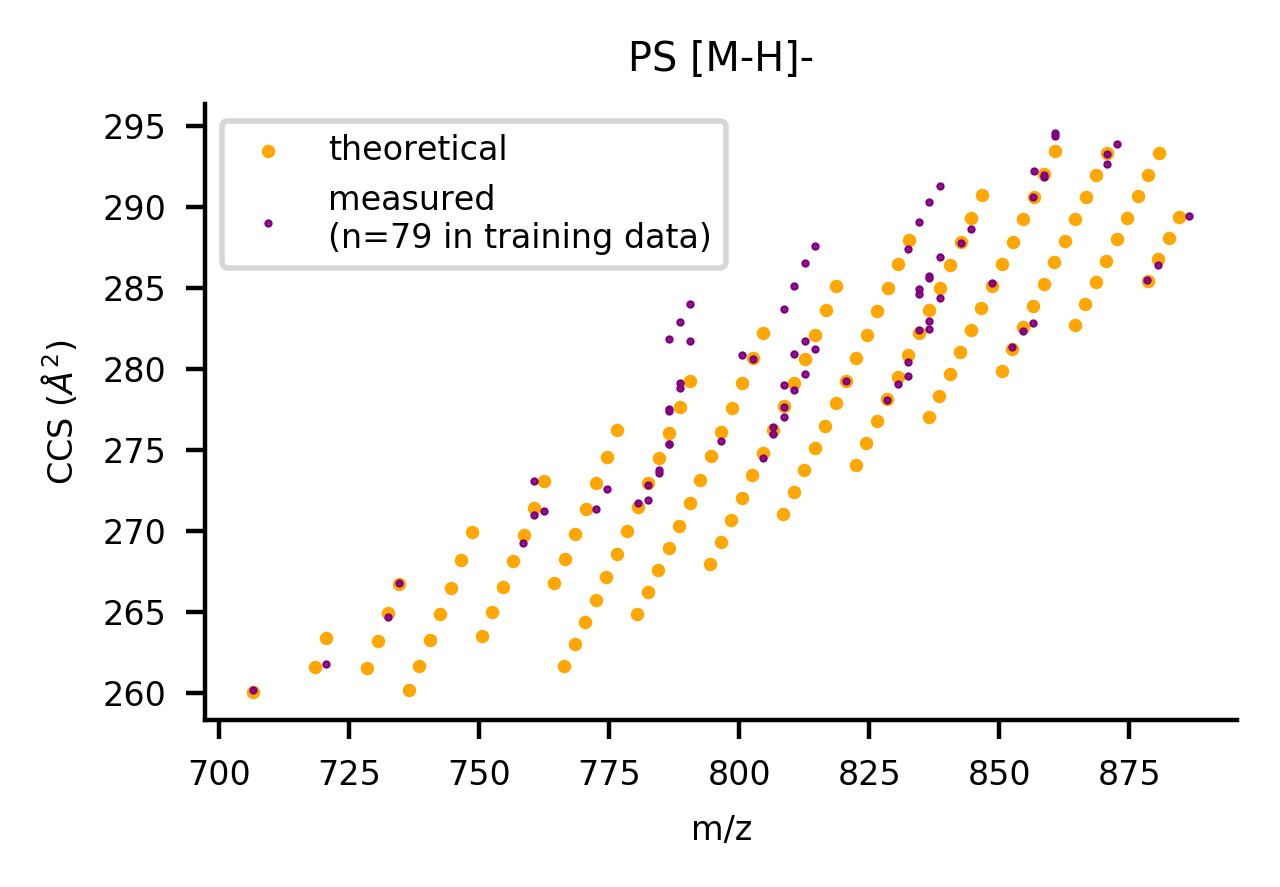 PS [M-H]-
theoretical
measured
(n=79 in training data)
CCS (Å²)
295
290
285
280
275
270
265
260
700 725 750 775 800 825 850 875
m/z